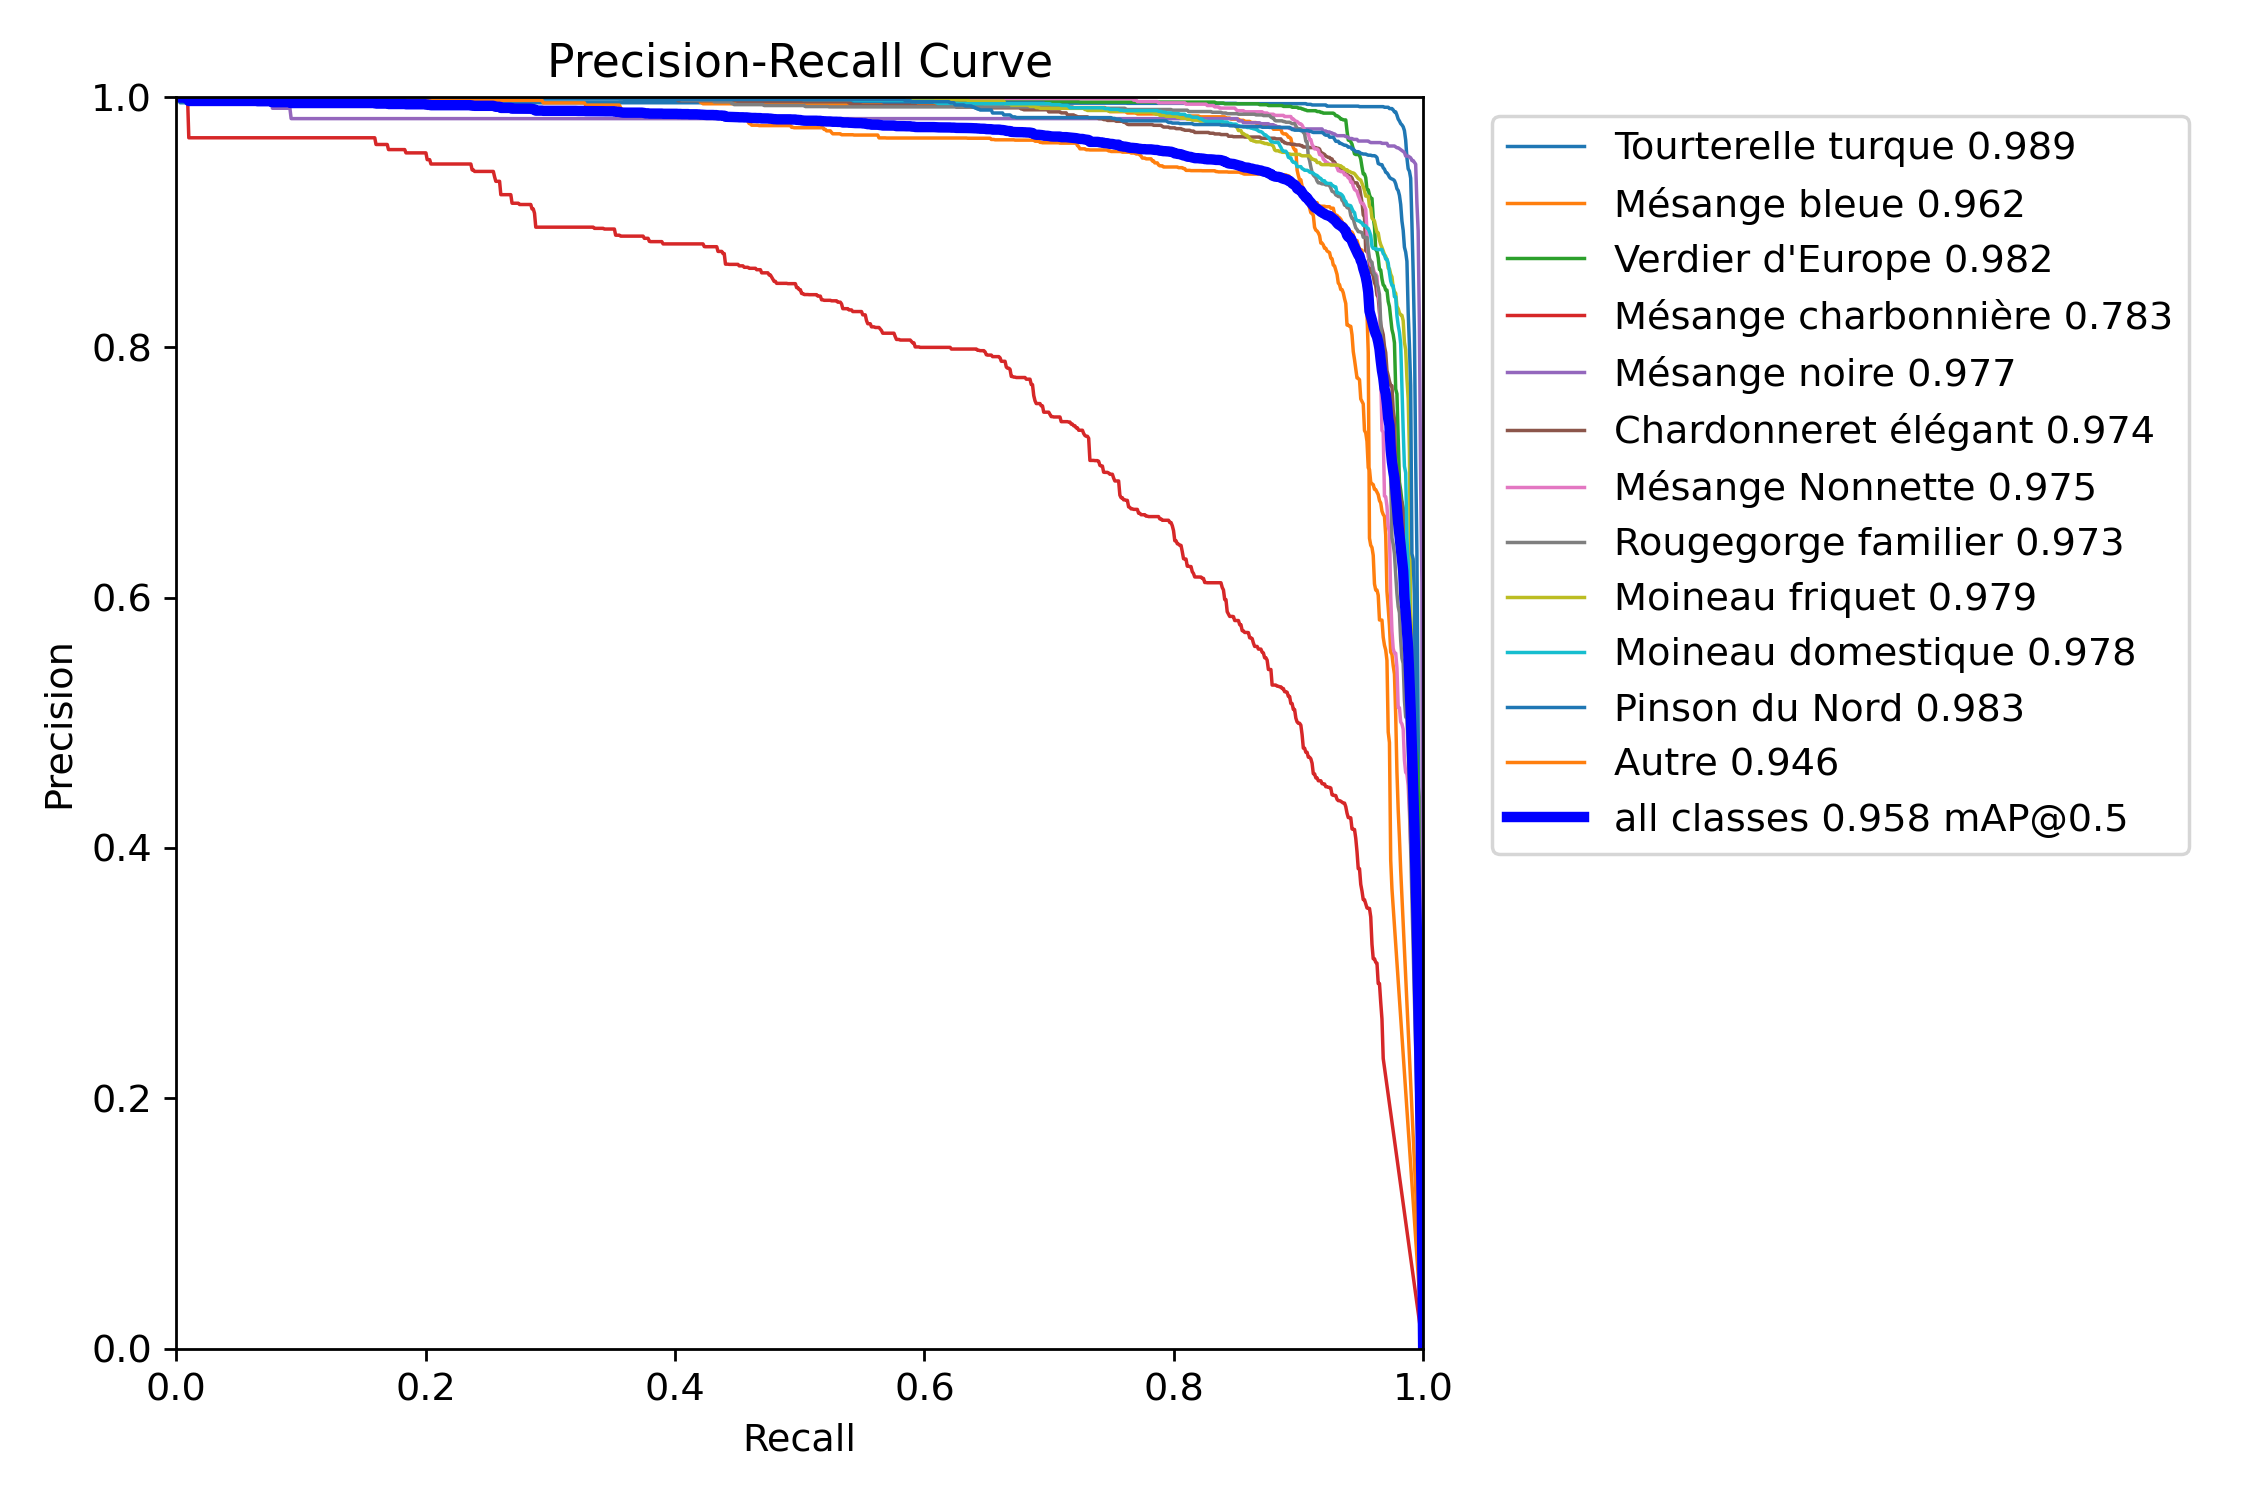 Precision-Recall Curve
1.0
0.8
0.6
0.4
0.2
0.0
Precision
0.0 0.2 0.4 0.6 0.8 1.0
Recall
Tourterelle turque 0.989
Mésange bleue 0.962
Verdier d'Europe 0.982
Mésange charbonnière 0.783
Mésange noire 0.977
Chardonneret élégant 0.974
Mésange Nonnette 0.975
Rougegorge familier 0.973
Moineau friquet 0.979
Moineau domestique 0.978
Pinson du Nord 0.983
Autre 0.946
all classes 0.958 mAP@0.5